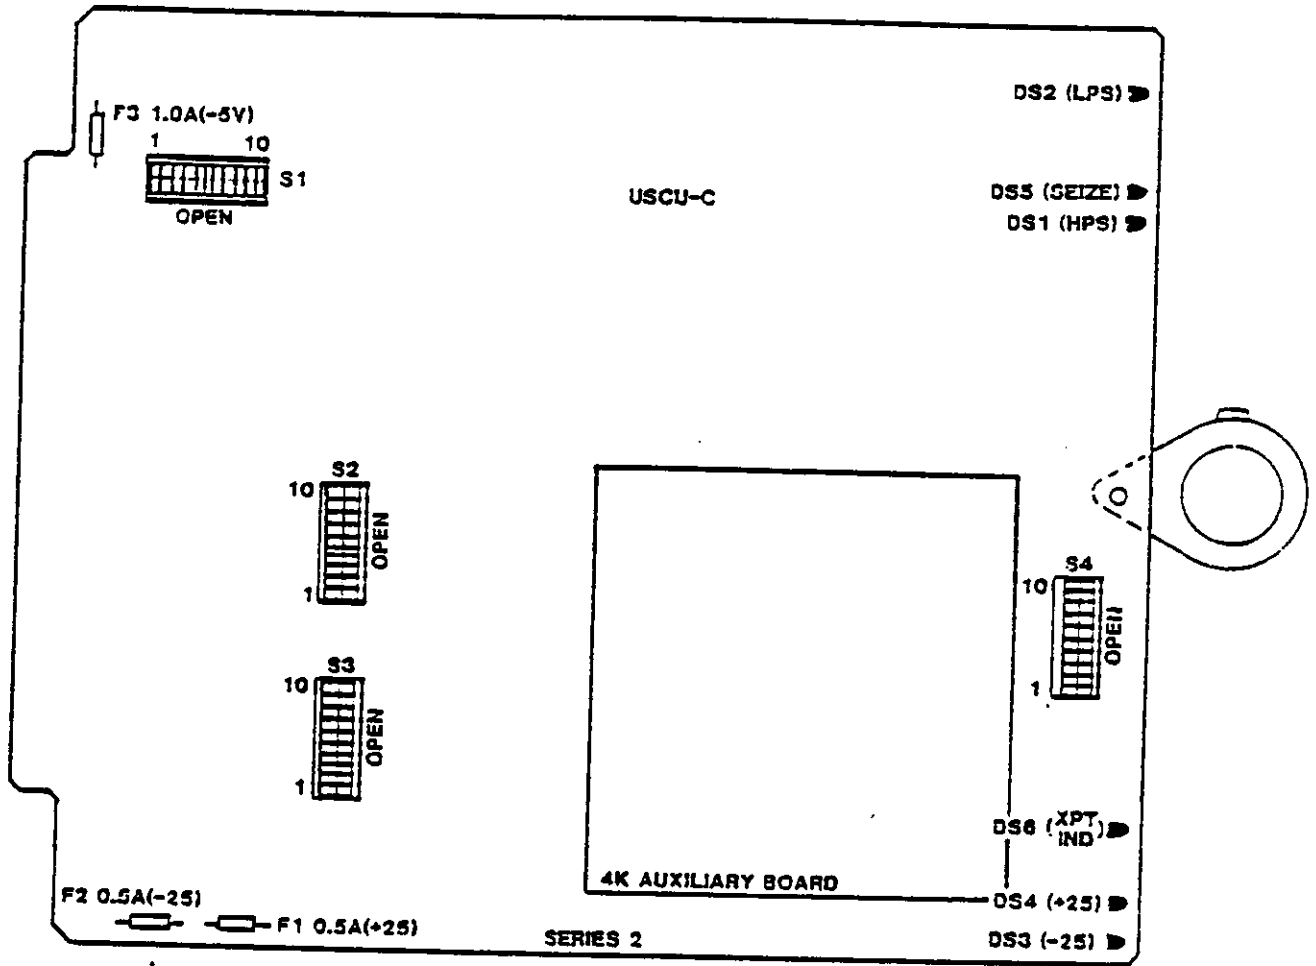 DS2 (LPS)
F3 1.0A(-5V)
1 10
S1
OPEN
USCU-C
DS5 (SEIZE)
DS1 (HPS)
S2
10
OPEN
1
S4
10
OPEN
1
S3
10
OPEN
1
DS6 (XPT
IND)
4K AUXILIARY BOARD
F2 0.5A(-25)
DS4 (+25)
F1 0.5A(+25)
SERIES 2
DS3 (-25)